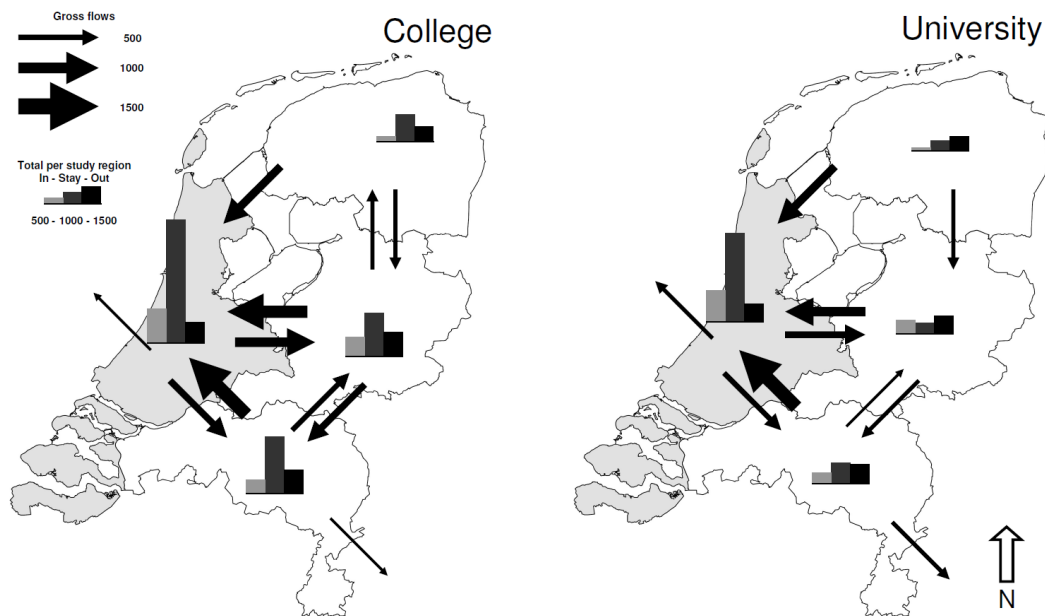 Gross flows
500
1000
1500
Total per study region
In - Stay - Out
500 - 1000 - 1500
College
University
N